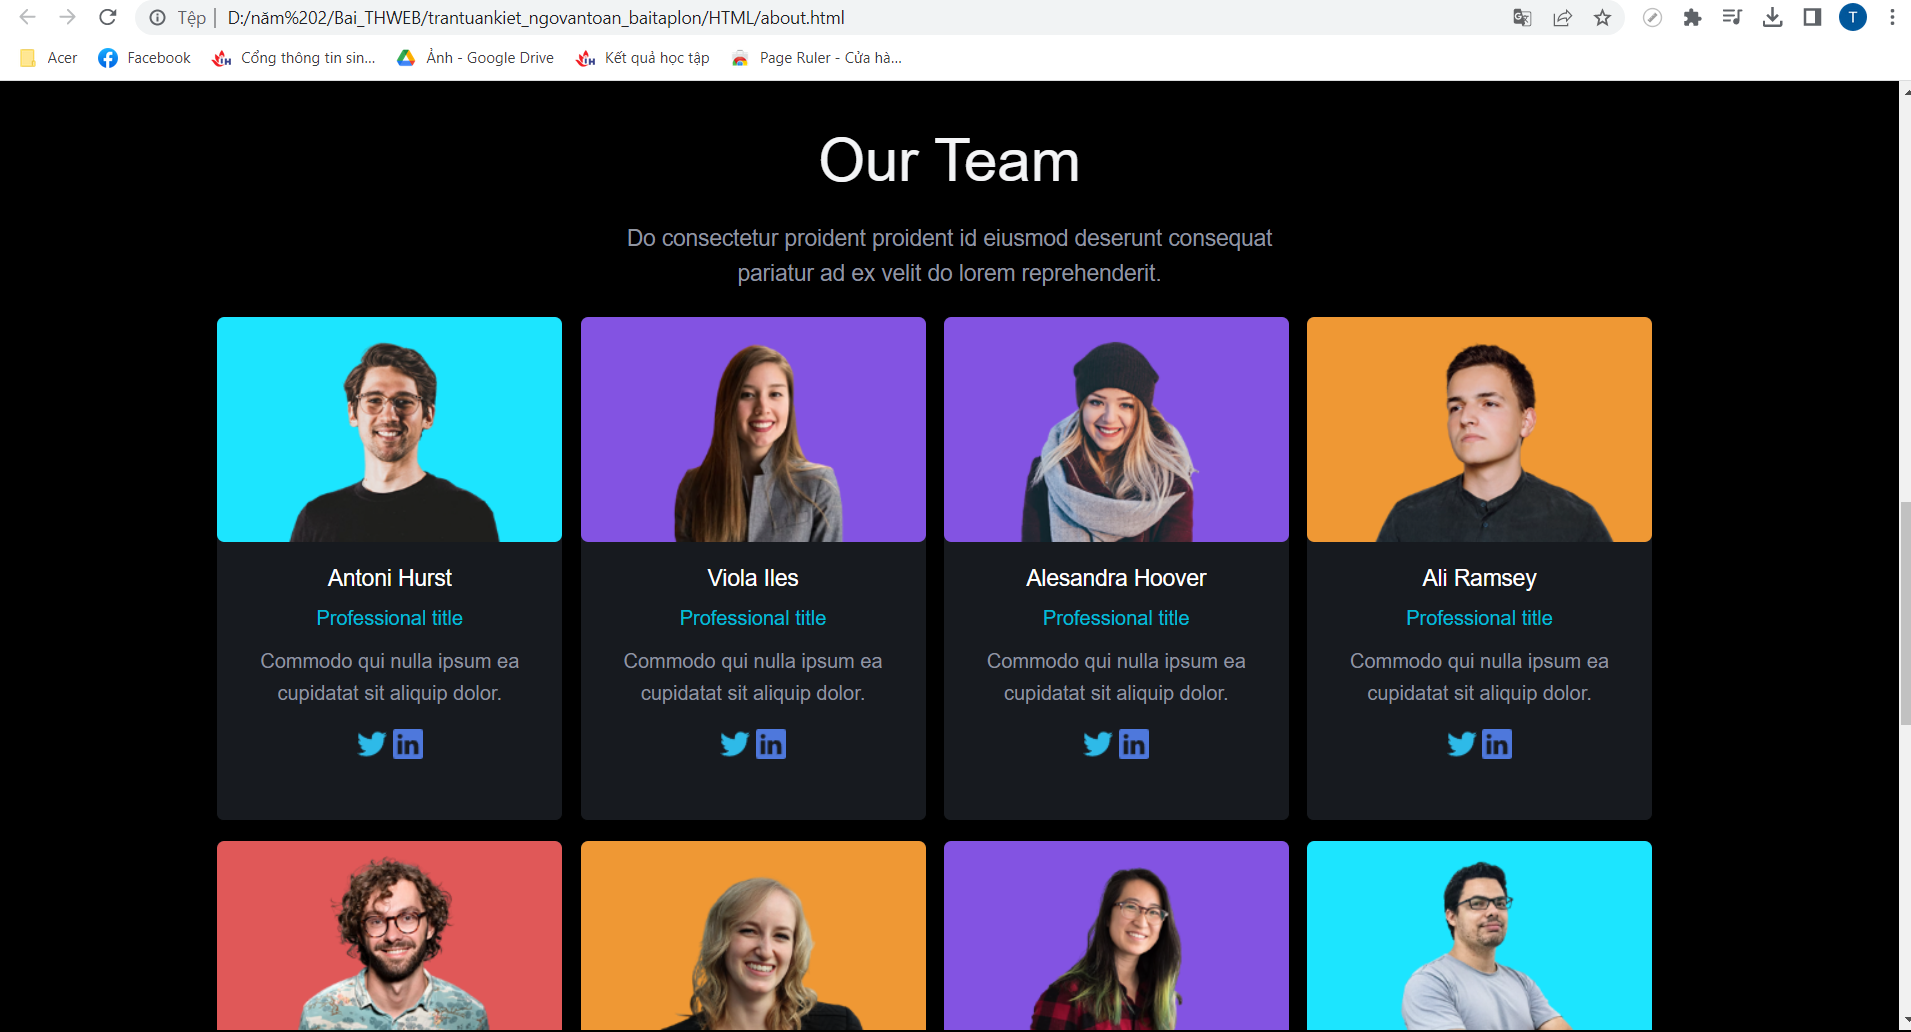 Tệp | D:/năm%202/Bai_THWEB/trantuankiet_ngovantoan_baitaplon/HTML/about.html
T
Acer Facebook Cổng thông tin sin... Ảnh - Google Drive Kết quả học tập Page Ruler - Cửa hà...
Our Team
Do consectetur proident proident id eiusmod deserunt consequat
pariatur ad ex velit do lorem reprehenderit.
Antoni Hurst
Professional title
Commodo qui nulla ipsum ea
cupidatat sit aliquip dolor.
in
Viola Iles
Professional title
Commodo qui nulla ipsum ea
cupidatat sit aliquip dolor.
in
Alesandra Hoover
Professional title
Commodo qui nulla ipsum ea
cupidatat sit aliquip dolor.
in
Ali Ramsey
Professional title
Commodo qui nulla ipsum ea
cupidatat sit aliquip dolor.
in